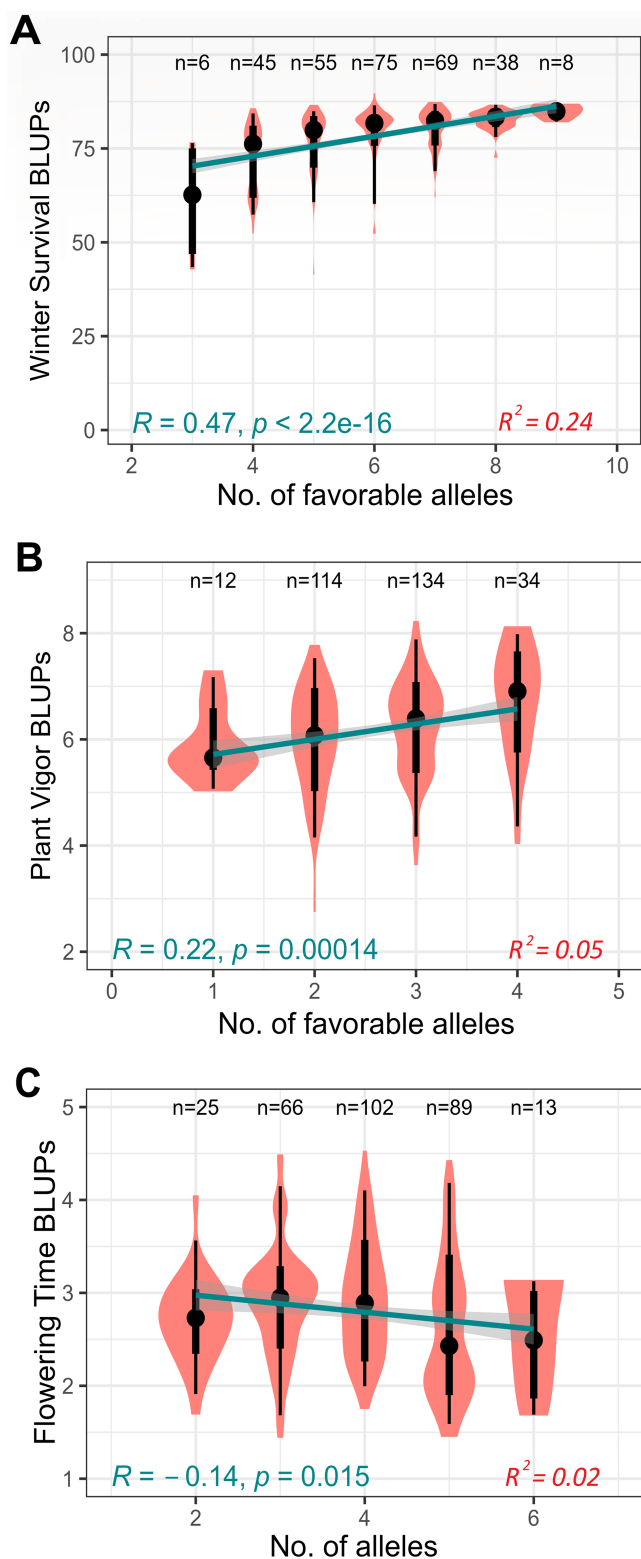 A
n=6 n=45 n=55 n=75 n=69 n=38 n=8
100
75
50
25
0
Winter Survival BLUPs
R = 0.47, p < 2.2e-16
R² = 0.24
2 4 6 8 10
No. of favorable alleles
B
n=12 n=114 n=134 n=34
8
6
4
2
Plant Vigor BLUPs
R = 0.22, p = 0.00014
R² = 0.05
0 1 2 3 4 5
No. of favorable alleles
C
n=25 n=66 n=102 n=89 n=13
5
4
3
2
1
Flowering Time BLUPs
R = −0.14, p = 0.015
R² = 0.02
2 4 6
No. of alleles